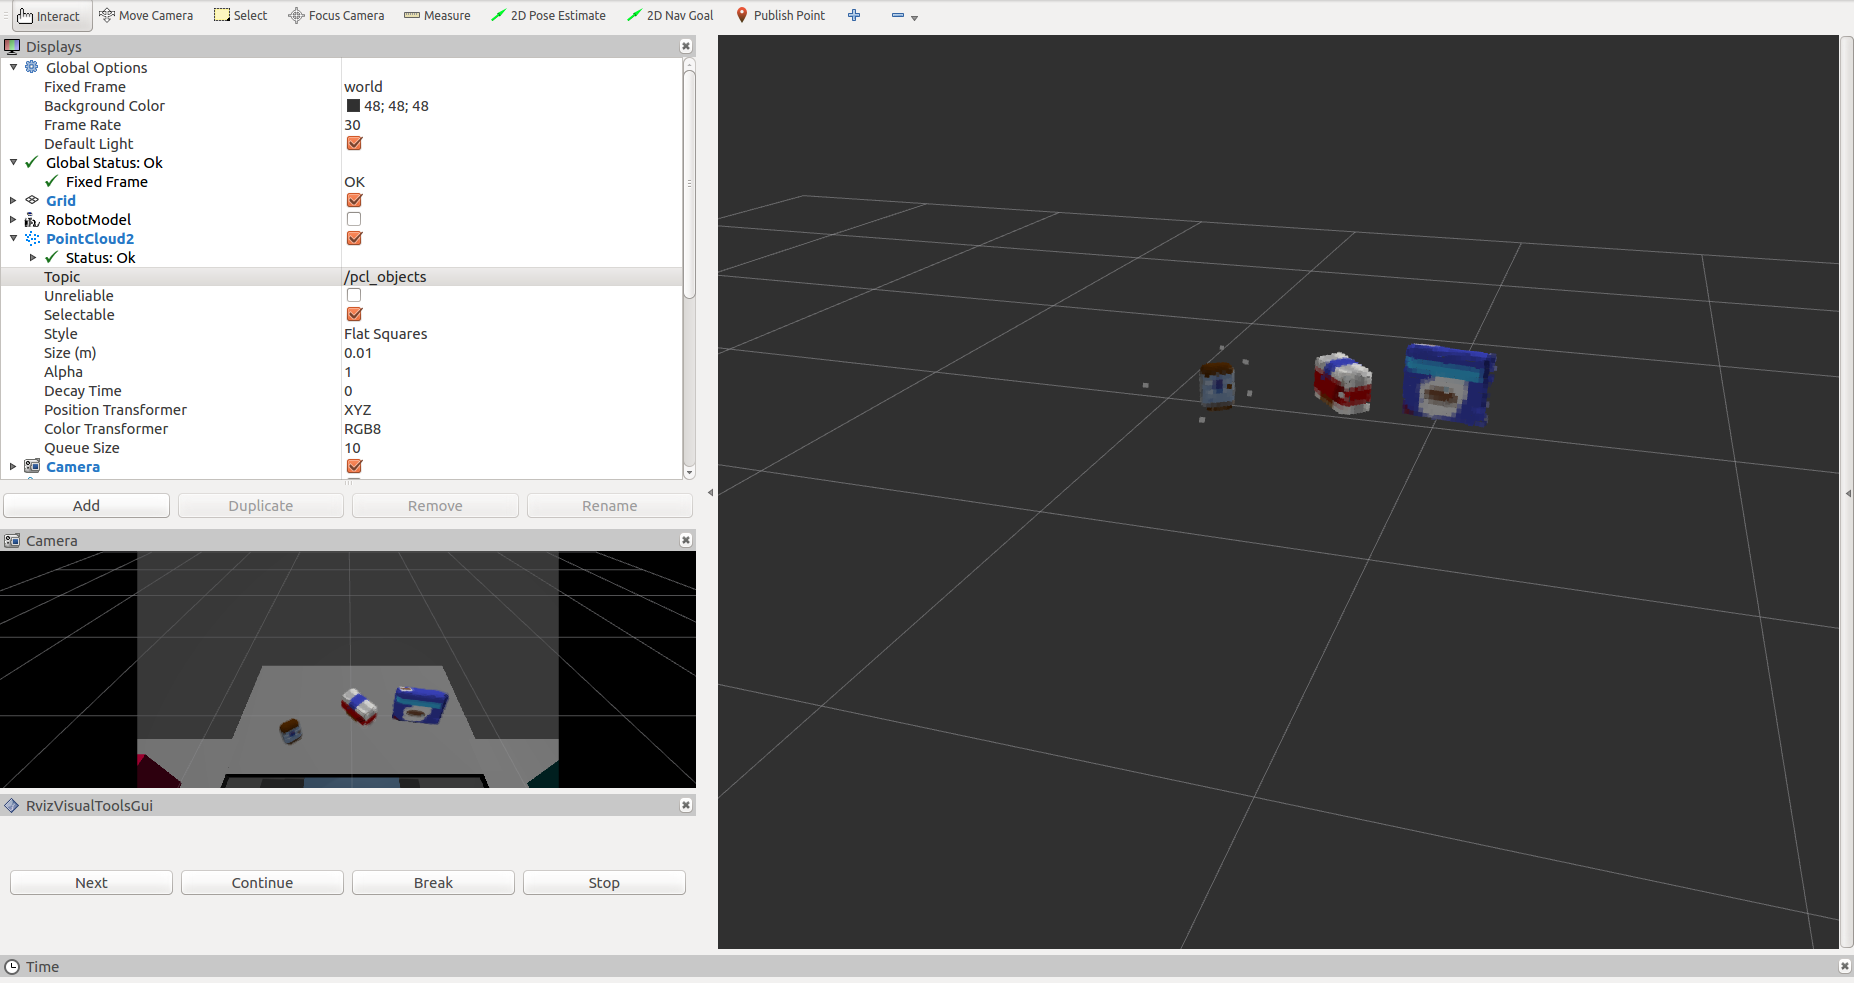 Interact Move Camera Select Focus Camera Measure 2D Pose Estimate 2D Nav Goal Publish Point
Displays
Global Options
Fixed Frame world
Background Color 48; 48; 48
Frame Rate 30
Default Light
Global Status: Ok
Fixed Frame OK
Grid
RobotModel
PointCloud2
Status: Ok
Topic /pcl_objects
Unreliable
Selectable
Style Flat Squares
Size (m) 0.01
Alpha 1
Decay Time 0
Position Transformer XYZ
Color Transformer RGB8
Queue Size 10
Camera
Add Duplicate Remove Rename
Camera
RvizVisualToolsGui
Next Continue Break Stop
Time